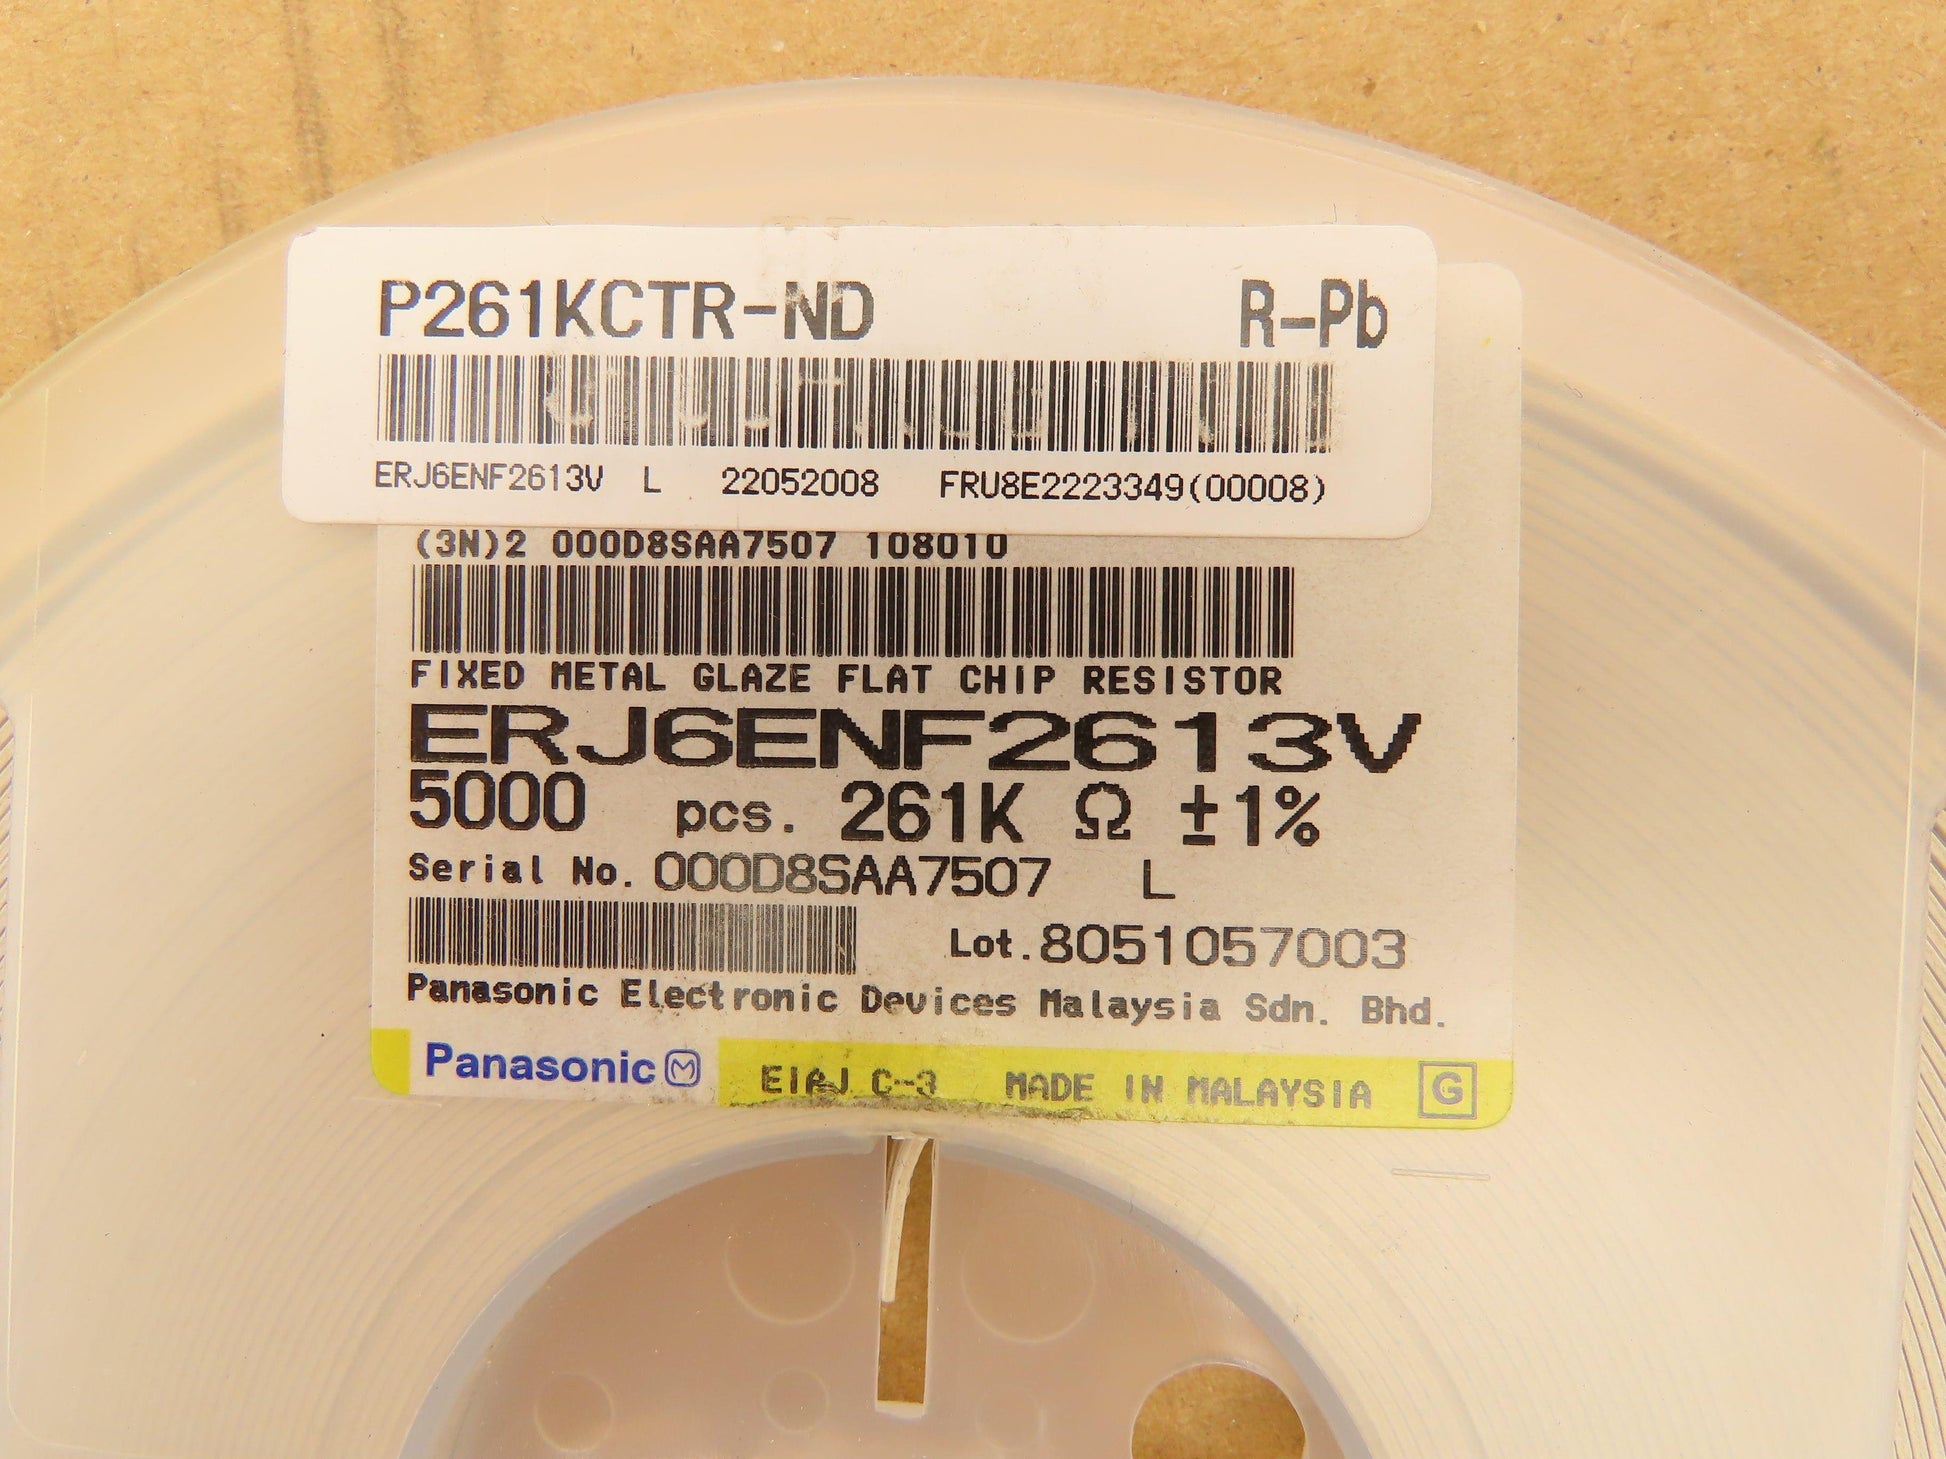 P261KCTR-ND R-Pb
ERJ6ENF2613V L 22052008 FRU8E2223349(00008)
(3N)2 000D8SAA7507 108010
FIXED METAL GLAZE FLAT CHIP RESISTOR
ERJ6ENF2613V
5000 pcs. 261K Ω ±1%
Serial No. 000D8SAA7507 L
Lot.8051057003
Panasonic Electronic Devices Malaysia Sdn. Bhd.
Panasonic M EIAJ C-3 MADE IN MALAYSIA G